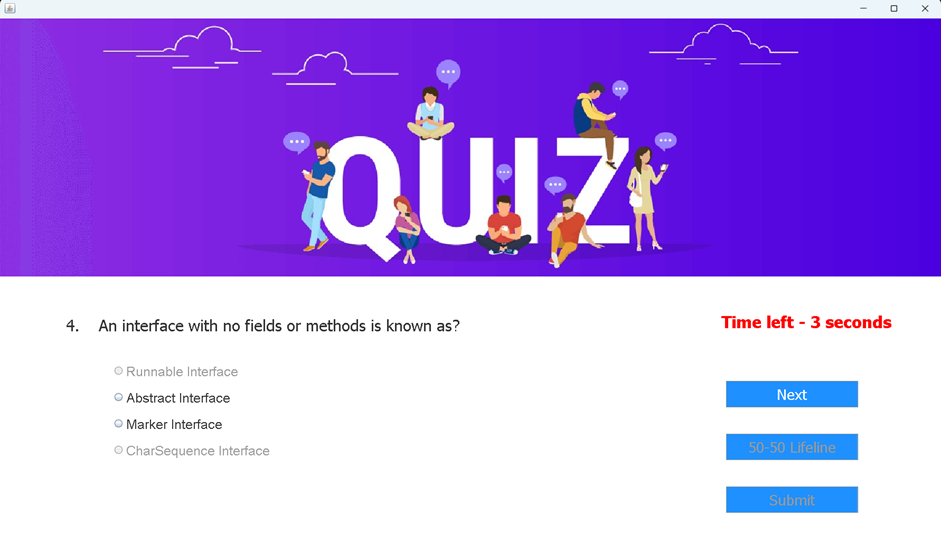 QUIZ
4. An interface with no fields or methods is known as?
Time left - 3 seconds
Runnable Interface
Abstract Interface
Marker Interface
CharSequence Interface
Next
50-50 Lifeline
Submit